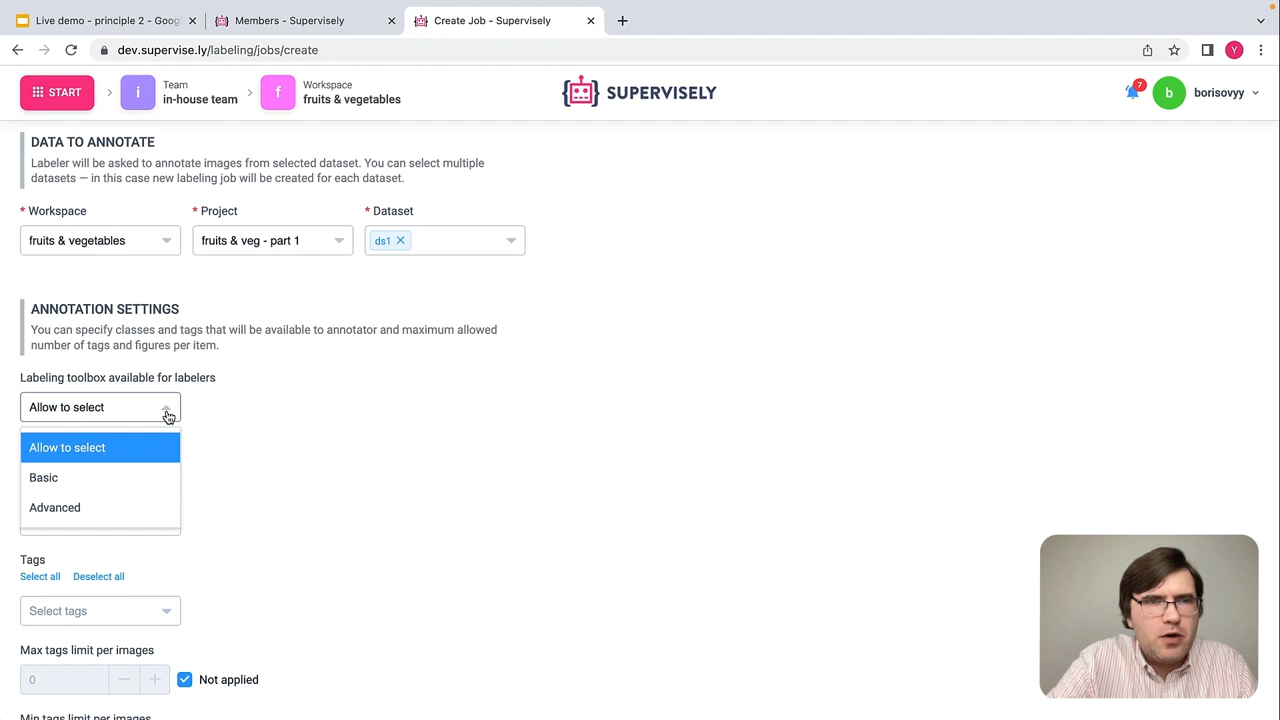 Live demo - principle 2 - Goog
Members - Supervisely
Create Job - Supervisely
dev.supervise.ly/labeling/jobs/create
Y
START
i
Team
in-house team
f
Workspace
fruits & vegetables
SUPERVISELY
7
b
borisovyy
DATA TO ANNOTATE
Labeler will be asked to annotate images from selected dataset. You can select multiple
datasets — in this case new labeling job will be created for each dataset.
* Workspace
* Project
* Dataset
fruits & vegetables
fruits & veg - part 1
ds1
ANNOTATION SETTINGS
You can specify classes and tags that will be available to annotator and maximum allowed
number of tags and figures per item.
Labeling toolbox available for labelers
Allow to select
Allow to select
Basic
Advanced
Tags
Select all
Deselect all
Select tags
Max tags limit per images
0
Not applied
Min tags limit per images